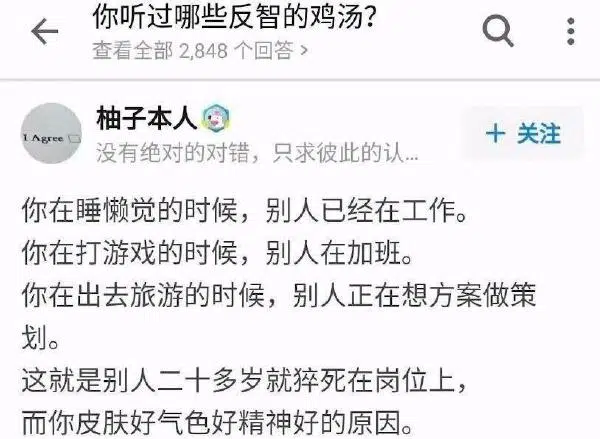 你听过哪些反智的鸡汤？
查看全部 2,848 个回答 >
I Agree
柚子本人
+ 关注
没有绝对的对错，只求彼此的认...
你在睡懒觉的时候，别人已经在工作。
你在打游戏的时候，别人在加班。
你在出去旅游的时候，别人正在想方案做策
划。
这就是别人二十多岁就猝死在岗位上，
而你皮肤好气色好精神好的原因。